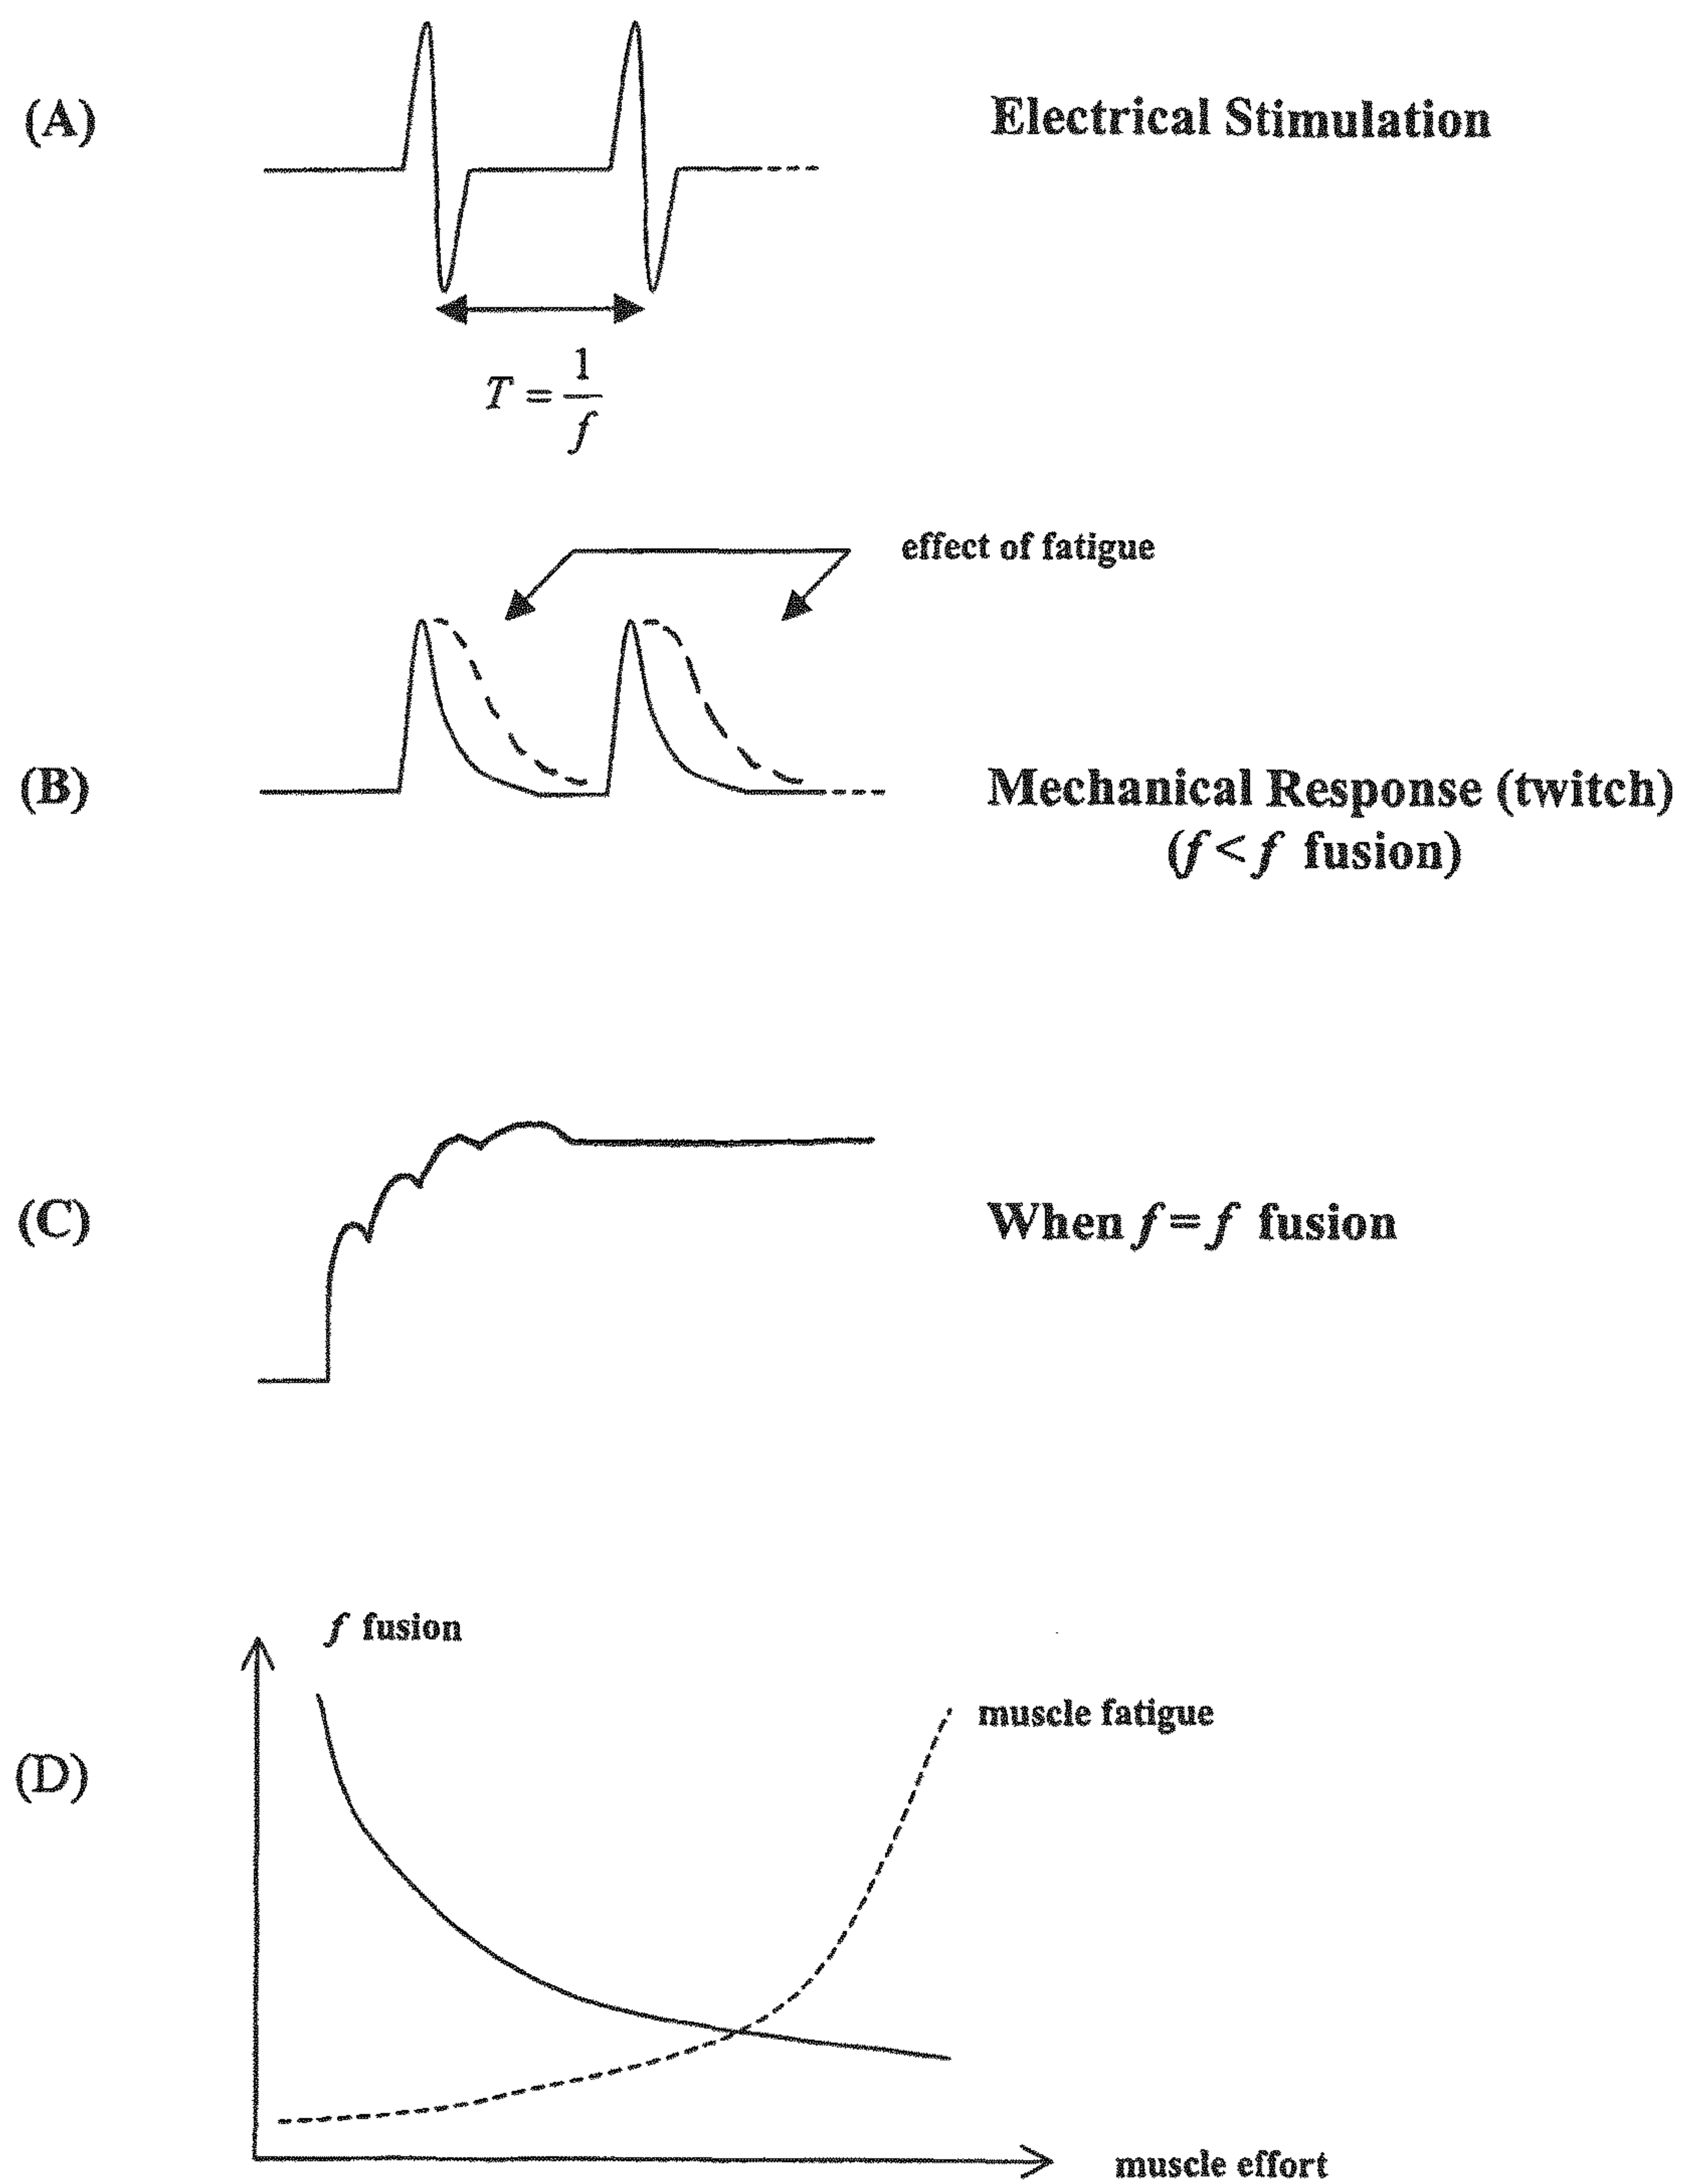 (A)
Electrical Stimulation
T = 1/f
effect of fatigue
(B)
Mechanical Response (twitch)
(f < f fusion)
(C)
When f = f fusion
f fusion
muscle fatigue
(D)
muscle effort